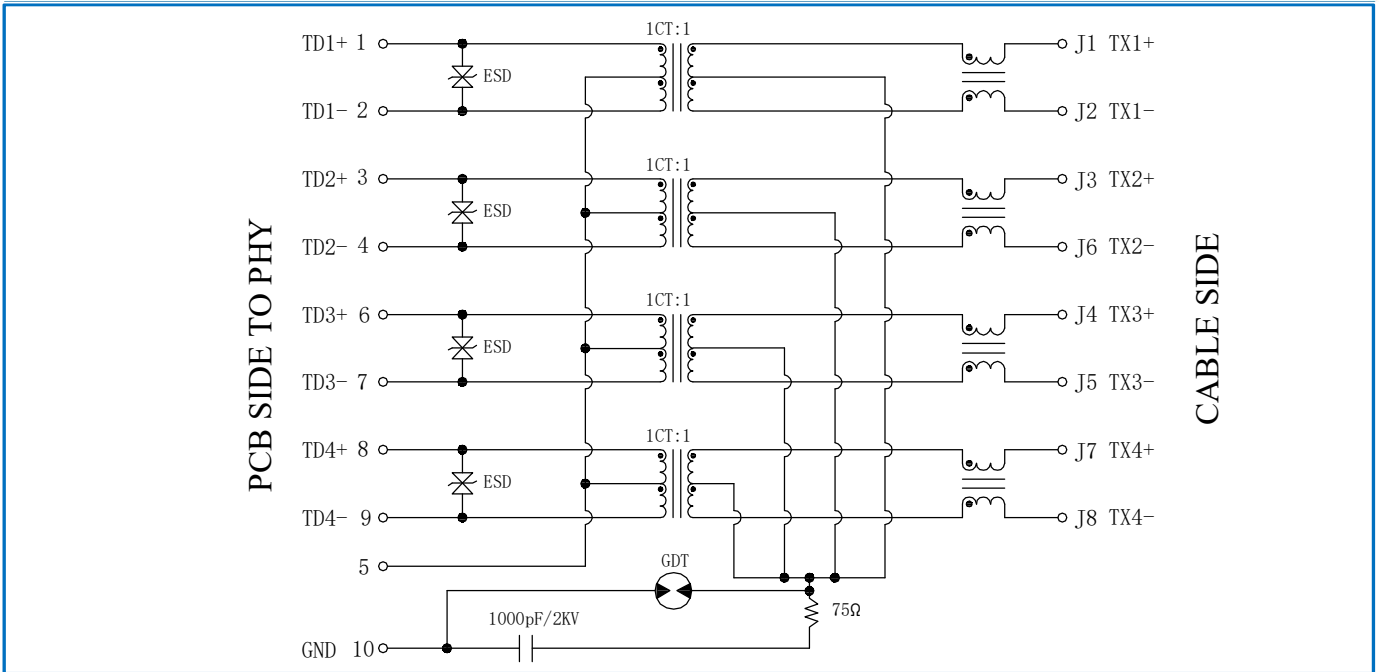 1CT:1
TD1+ 1
J1 TX1+
ESD
TD1- 2
J2 TX1-
1CT:1
TD2+ 3
J3 TX2+
ESD
TD2- 4
J6 TX2-
PCB SIDE TO PHY
CABLE SIDE
1CT:1
TD3+ 6
J4 TX3+
ESD
TD3- 7
J5 TX3-
1CT:1
TD4+ 8
J7 TX4+
ESD
TD4- 9
J8 TX4-
5
GDT
1000pF/2KV
75Ω
GND 10